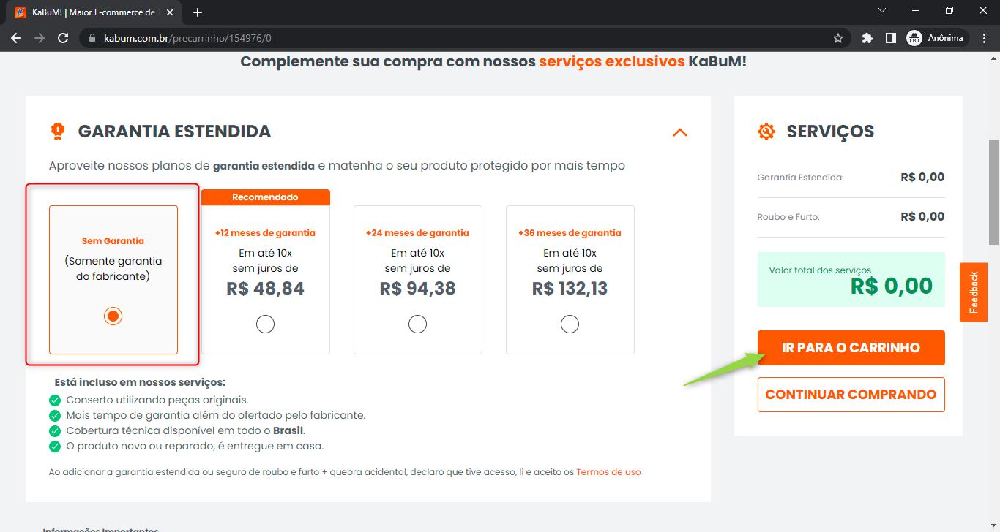 KaBuM! | Maior E-commerce de T
Anônima
kabum.com.br/precarrinho/154976/0
Complemente sua compra com nossos serviços exclusivos KaBuM!
GARANTIA ESTENDIDA
Aproveite nossos planos de garantia estendida e matenha o seu produto protegido por mais tempo
Sem Garantia
(Somente garantia
do fabricante)
Recomendado
+12 meses de garantia
Em até 10x
sem juros de
R$ 48,84
+24 meses de garantia
Em até 10x
sem juros de
R$ 94,38
+36 meses de garantia
Em até 10x
sem juros de
R$ 132,13
Está incluso em nossos serviços:
Conserto utilizando peças originais.
Mais tempo de garantia além do ofertado pelo fabricante.
Cobertura técnica disponível em todo o Brasil.
O produto novo ou reparado, é entregue em casa.
Ao adicionar a garantia estendida ou seguro de roubo e furto + quebra acidental, declaro que tive acesso, li e aceito os Termos de uso
Informações Importantes
SERVIÇOS
Garantia Estendida: R$ 0,00
Roubo e Furto: R$ 0,00
Valor total dos serviços
R$ 0,00
IR PARA O CARRINHO
CONTINUAR COMPRANDO
Feedback